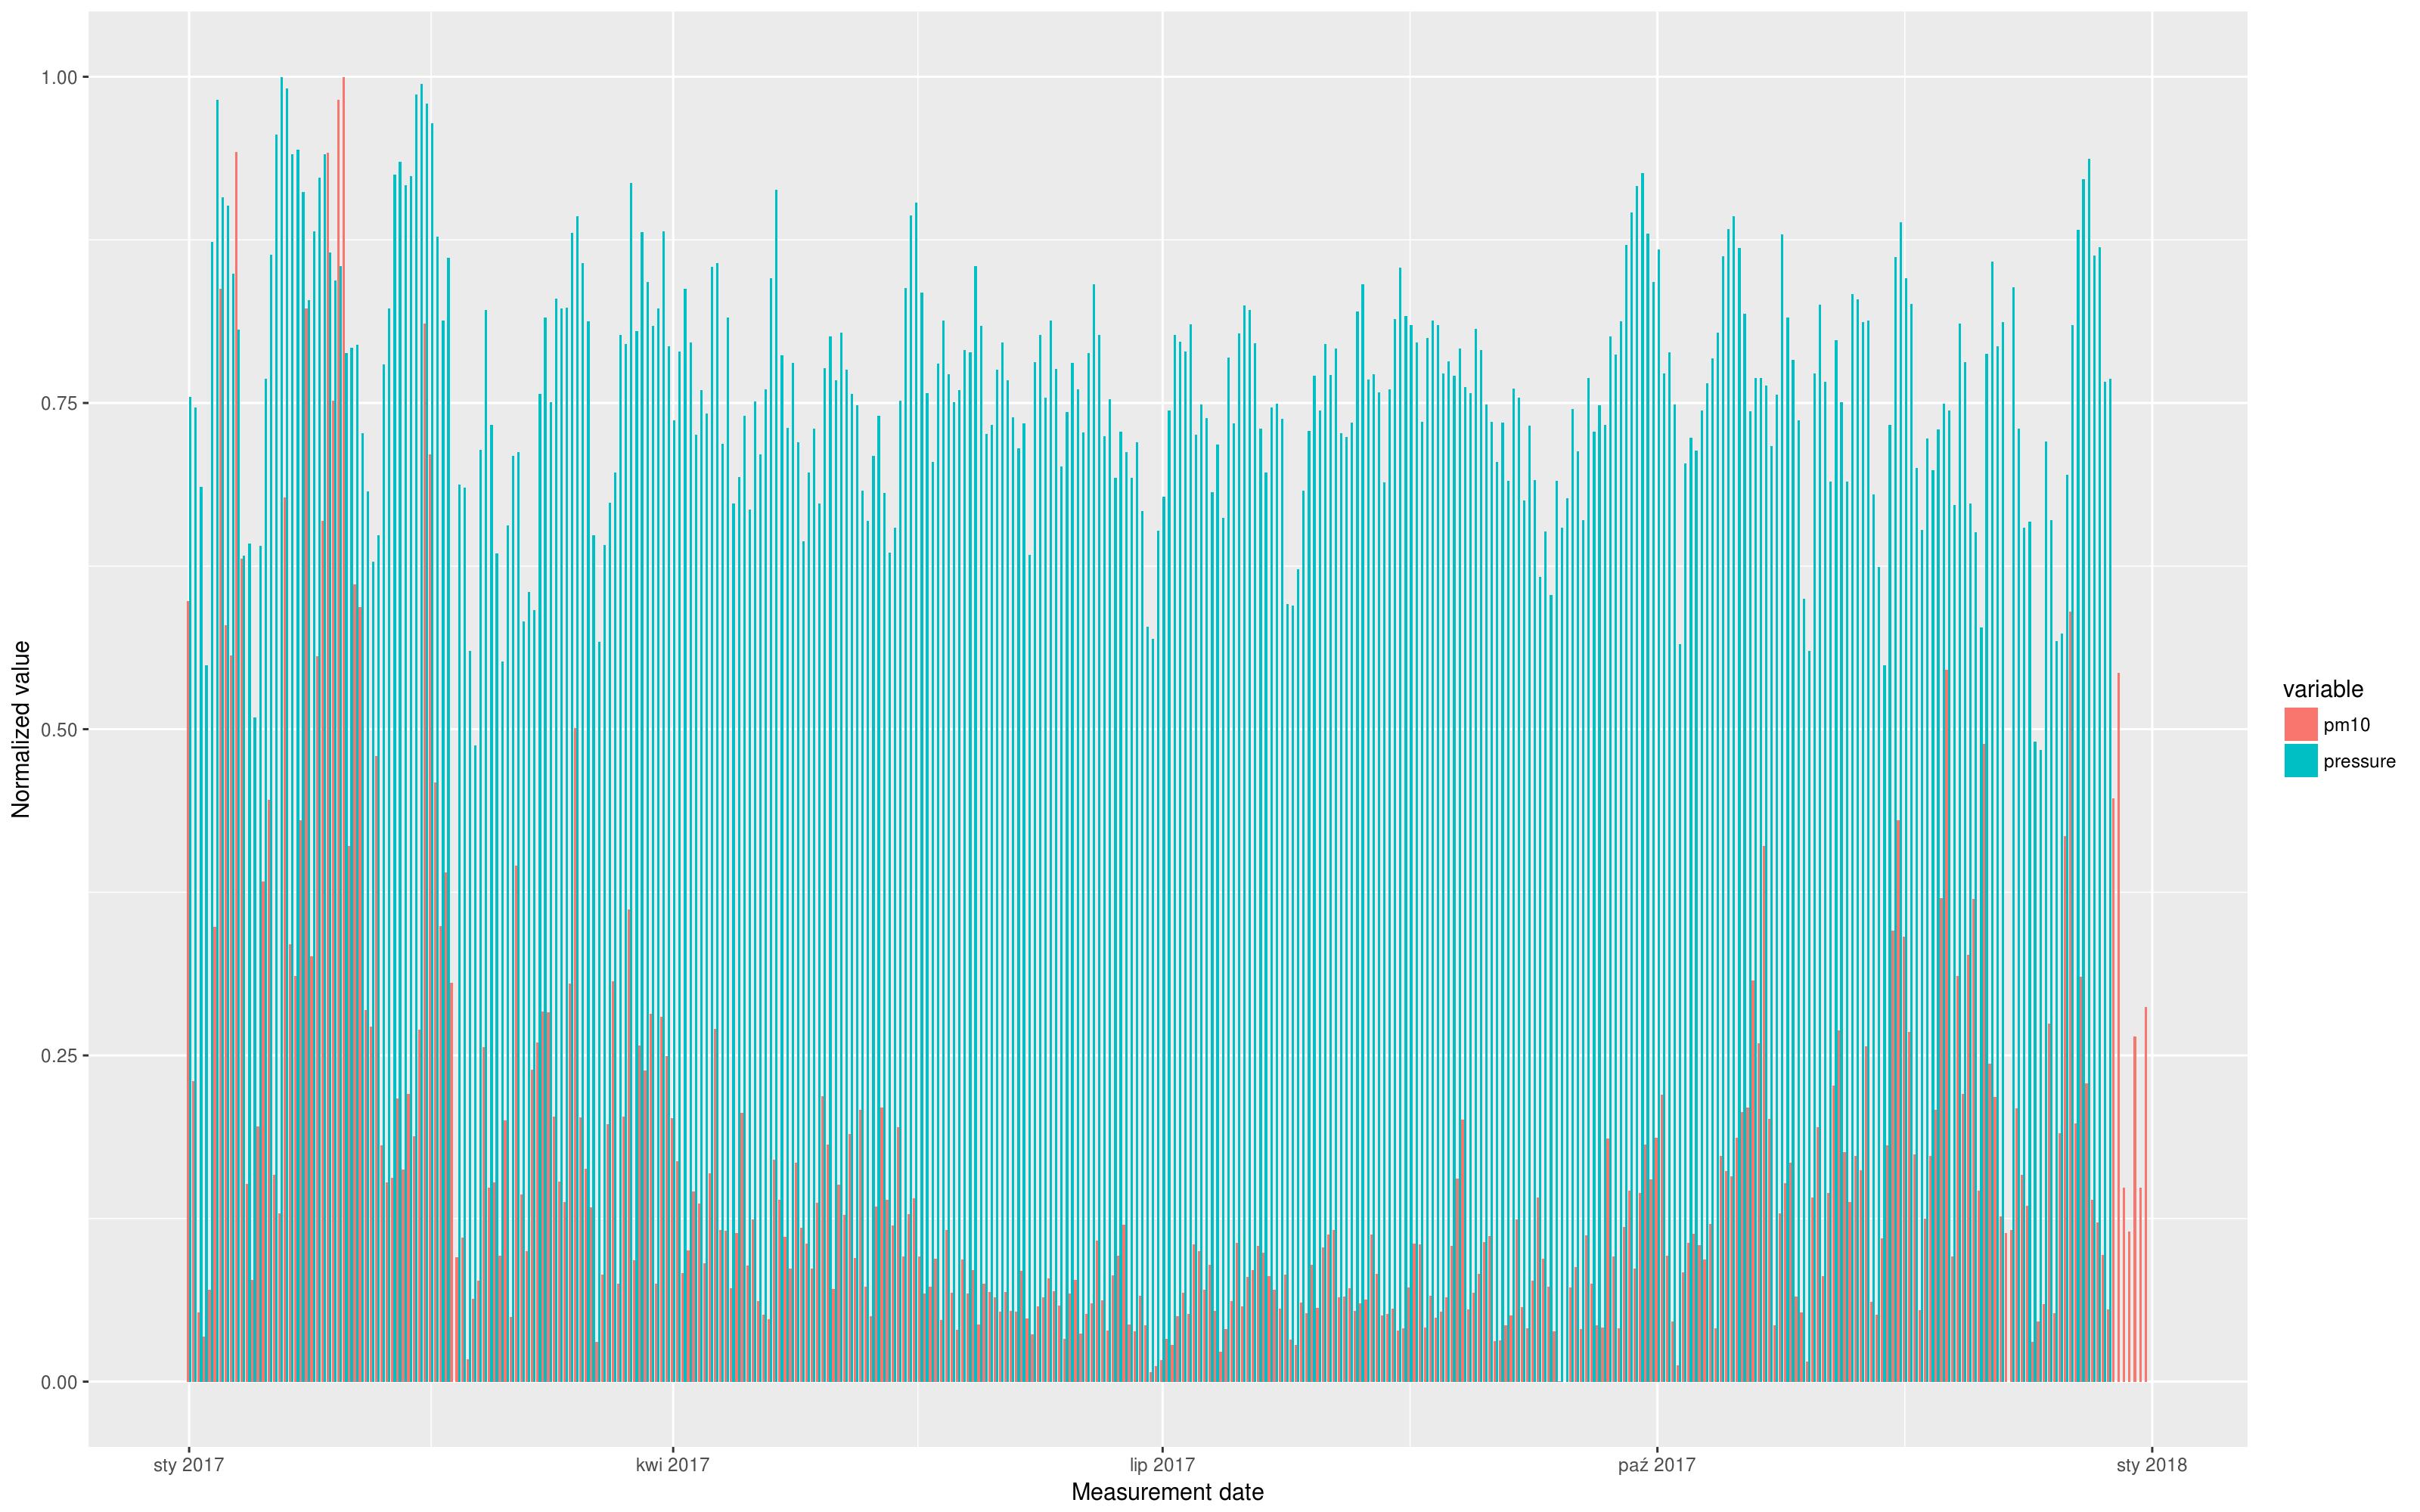 Normalized value
1.00
0.75
0.50
0.25
0.00
sty 2017
kwi 2017
lip 2017
paź 2017
sty 2018
Measurement date
variable
pm10
pressure